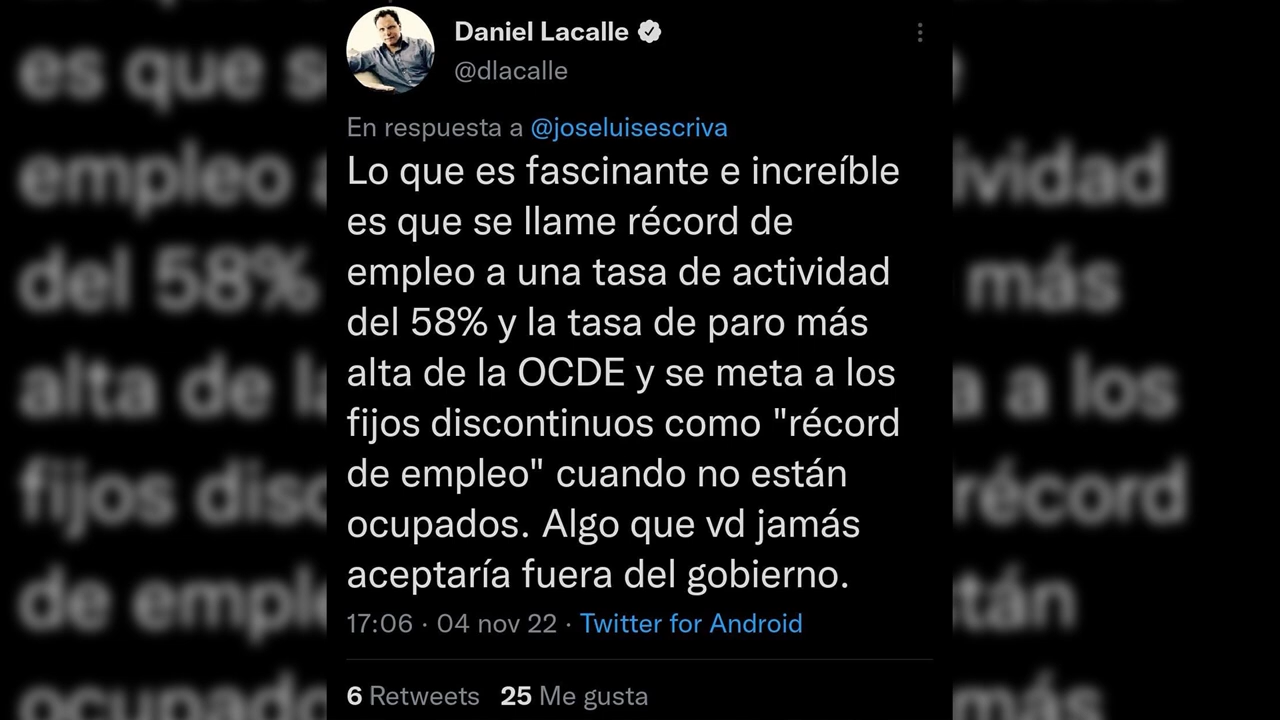 Daniel Lacalle
@dlacalle
En respuesta a @joseluisescriva
Lo que es fascinante e increíble
es que se llame récord de
empleo a una tasa de actividad
del 58% y la tasa de paro más
alta de la OCDE y se meta a los
fijos discontinuos como "récord
de empleo" cuando no están
ocupados. Algo que vd jamás
aceptaría fuera del gobierno.
17:06 · 04 nov 22 · Twitter for Android
6 Retweets 25 Me gusta